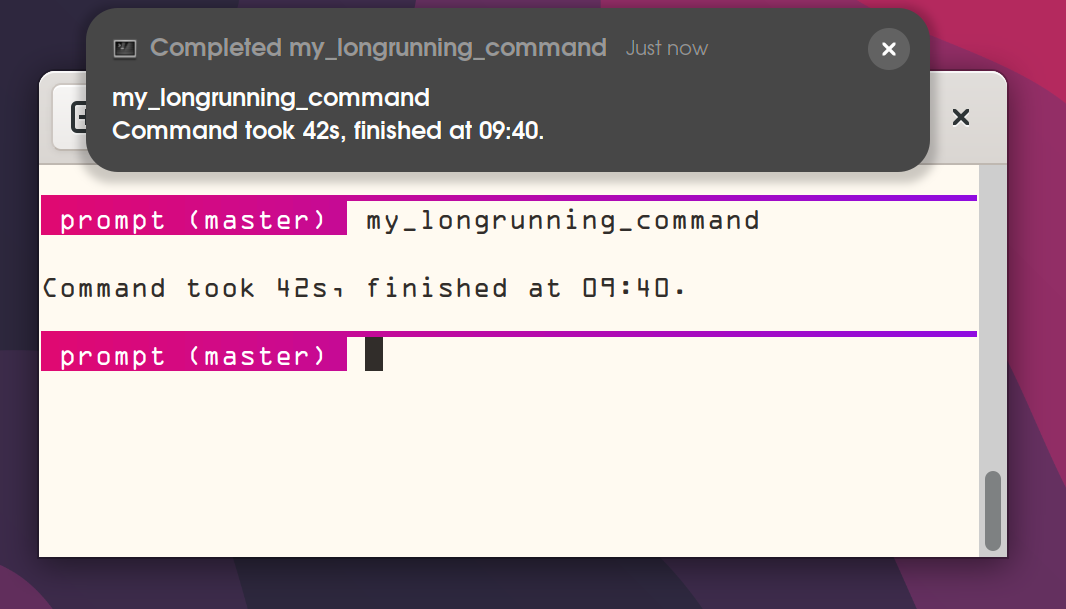 Completed my_longrunning_command Just now
my_longrunning_command
Command took 42s, finished at 09:40.
prompt (master) my_longrunning_command
Command took 42s, finished at 09:40.
prompt (master)